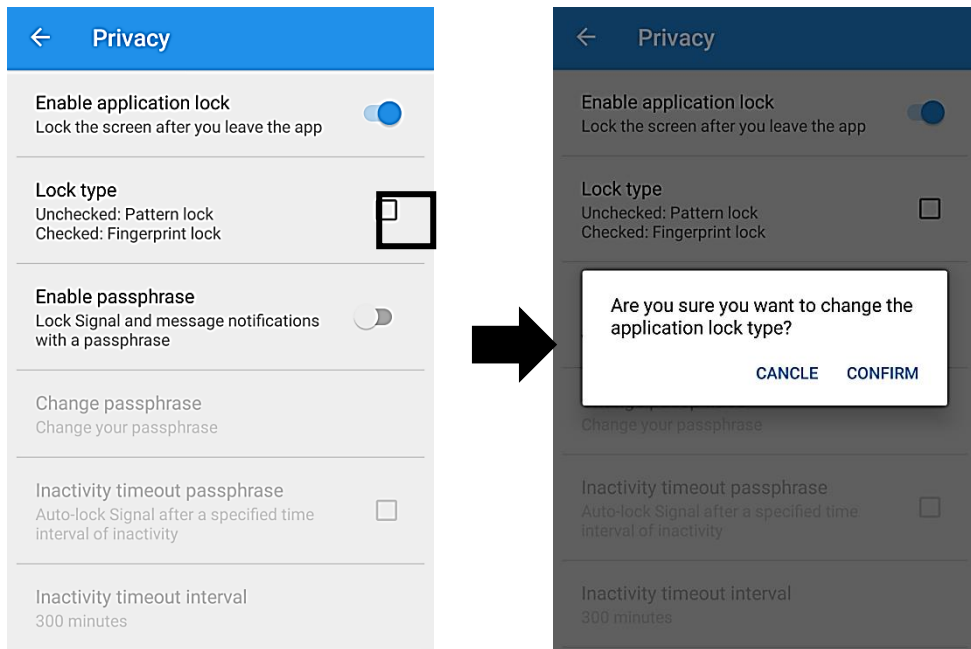 Privacy
Enable application lock
Lock the screen after you leave the app
Lock type
Unchecked: Pattern lock
Checked: Fingerprint lock
Enable passphrase
Lock Signal and message notifications
with a passphrase
Change passphrase
Change your passphrase
Inactivity timeout passphrase
Auto-lock Signal after a specified time
interval of inactivity
Inactivity timeout interval
300 minutes
Privacy
Enable application lock
Lock the screen after you leave the app
Lock type
Unchecked: Pattern lock
Checked: Fingerprint lock
Are you sure you want to change the
application lock type?
CANCLE CONFIRM
Change your passphrase
Inactivity timeout passphrase
Auto-lock Signal after a specified time
interval of inactivity
Inactivity timeout interval
300 minutes